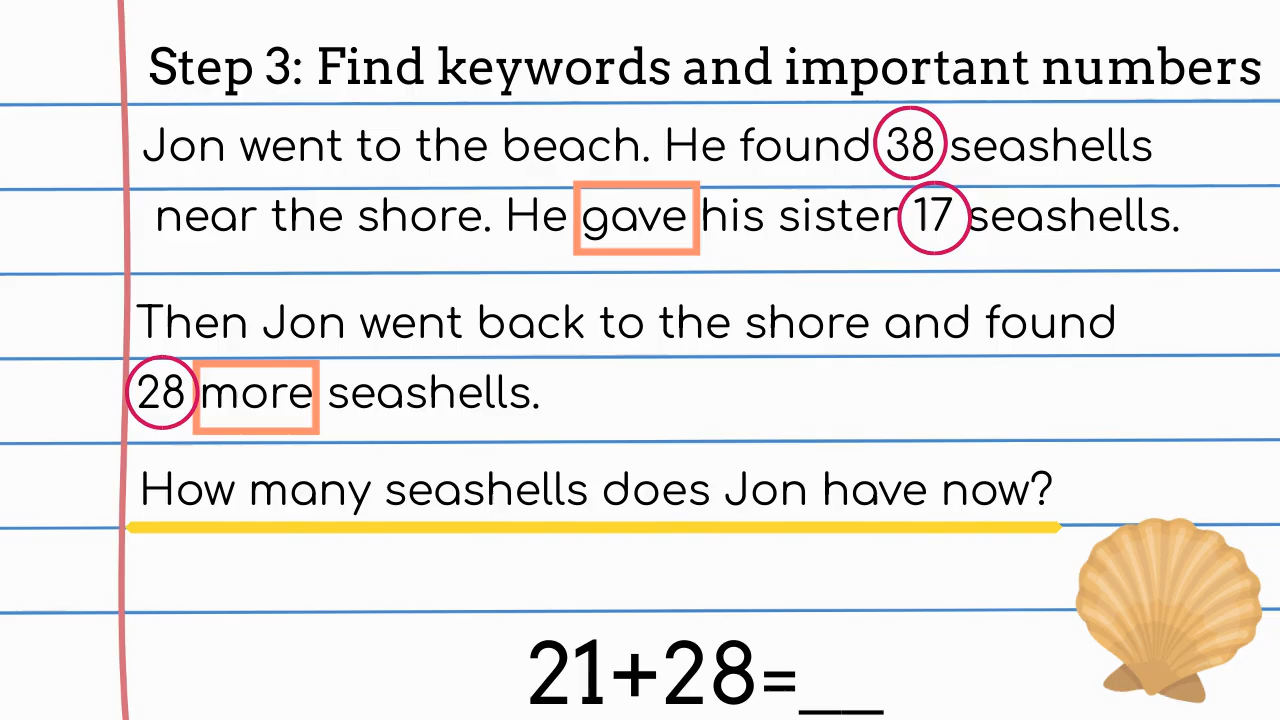 Step 3: Find keywords and important numbers
Jon went to the beach. He found 38 seashells
near the shore. He gave his sister 17 seashells.
Then Jon went back to the shore and found
28 more seashells.
How many seashells does Jon have now?
21+28=__